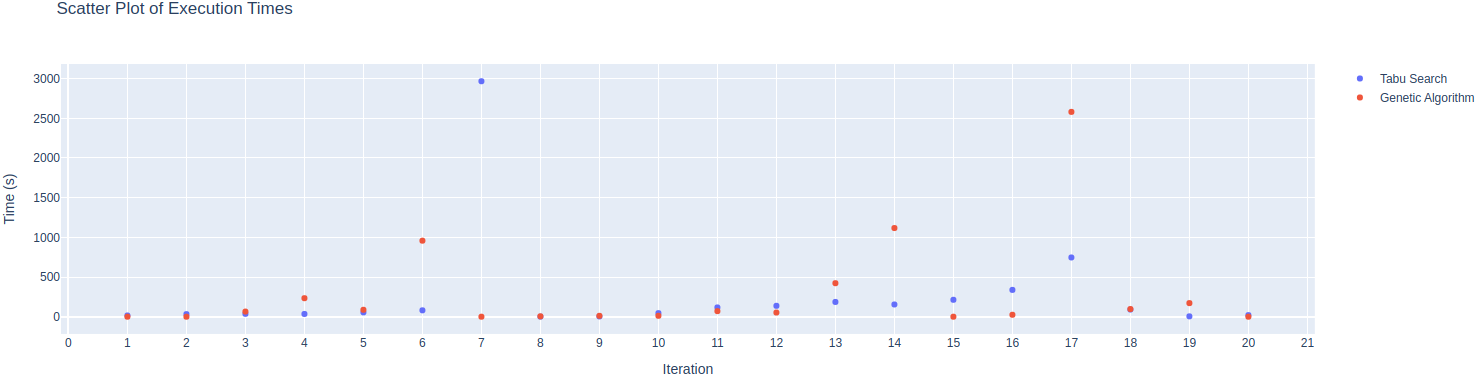 Scatter Plot of Execution Times
3000
2500
2000
1500
1000
500
0
Time (s)
0 1 2 3 4 5 6 7 8 9 10 11 12 13 14 15 16 17 18 19 20 21
Iteration
Tabu Search
Genetic Algorithm